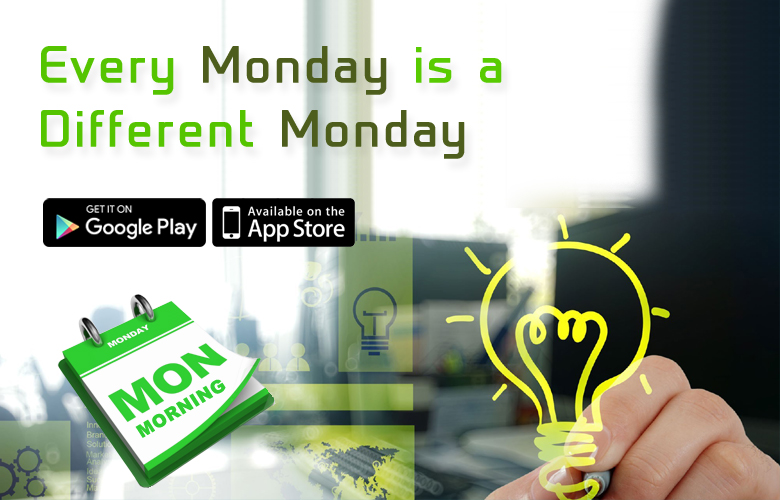 Every Monday is a
Different Monday
GET IT ON
Google Play
Available on the
App Store
MONDAY
MON
MORNING